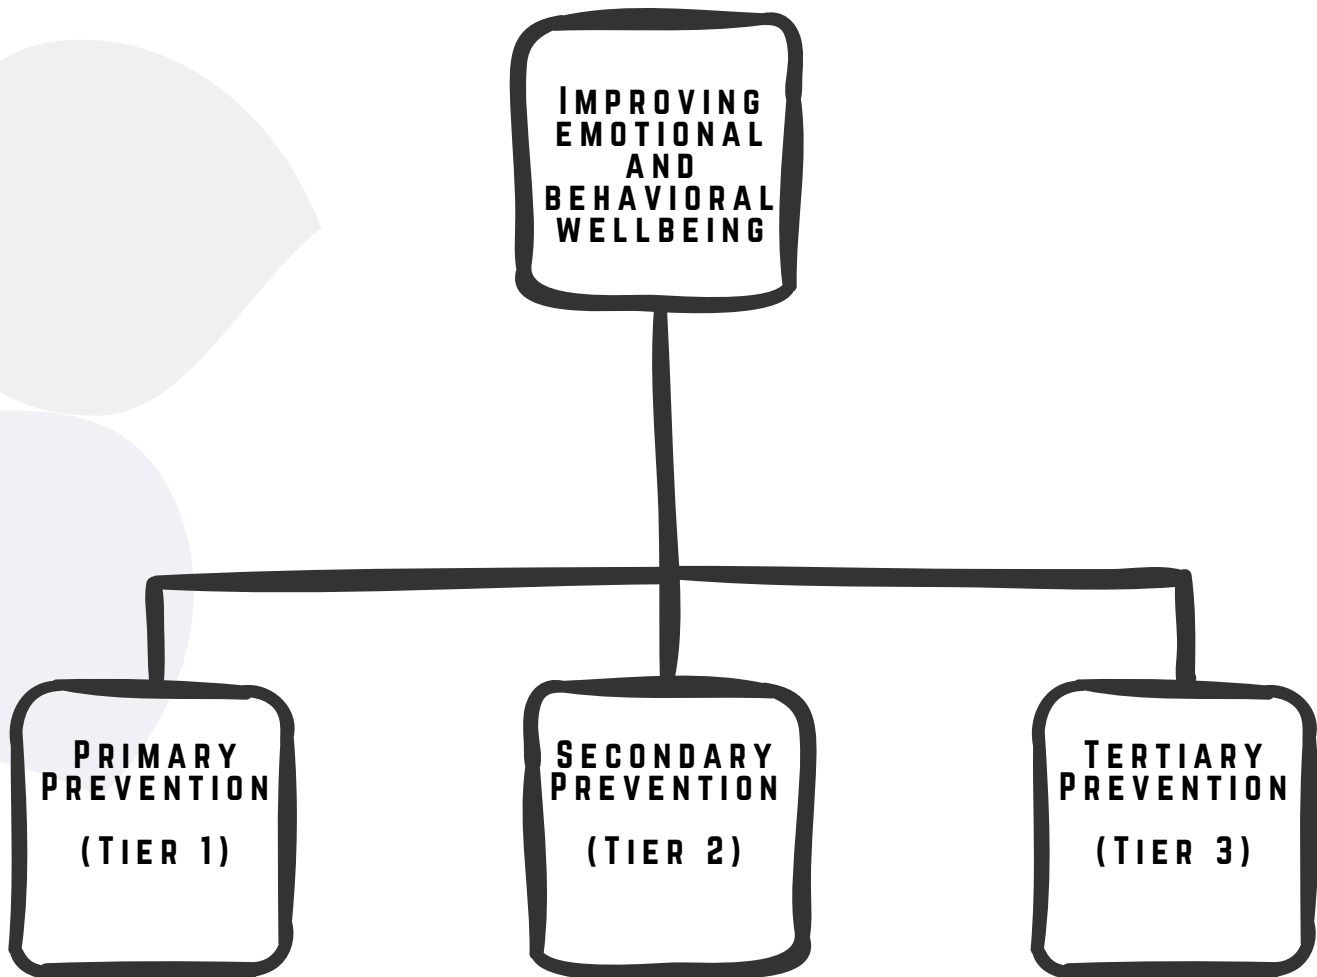 Improving
emotional
and
behavioral
wellbeing
Primary
Prevention
(Tier 1)
Secondary
Prevention
(Tier 2)
Tertiary
Prevention
(Tier 3)